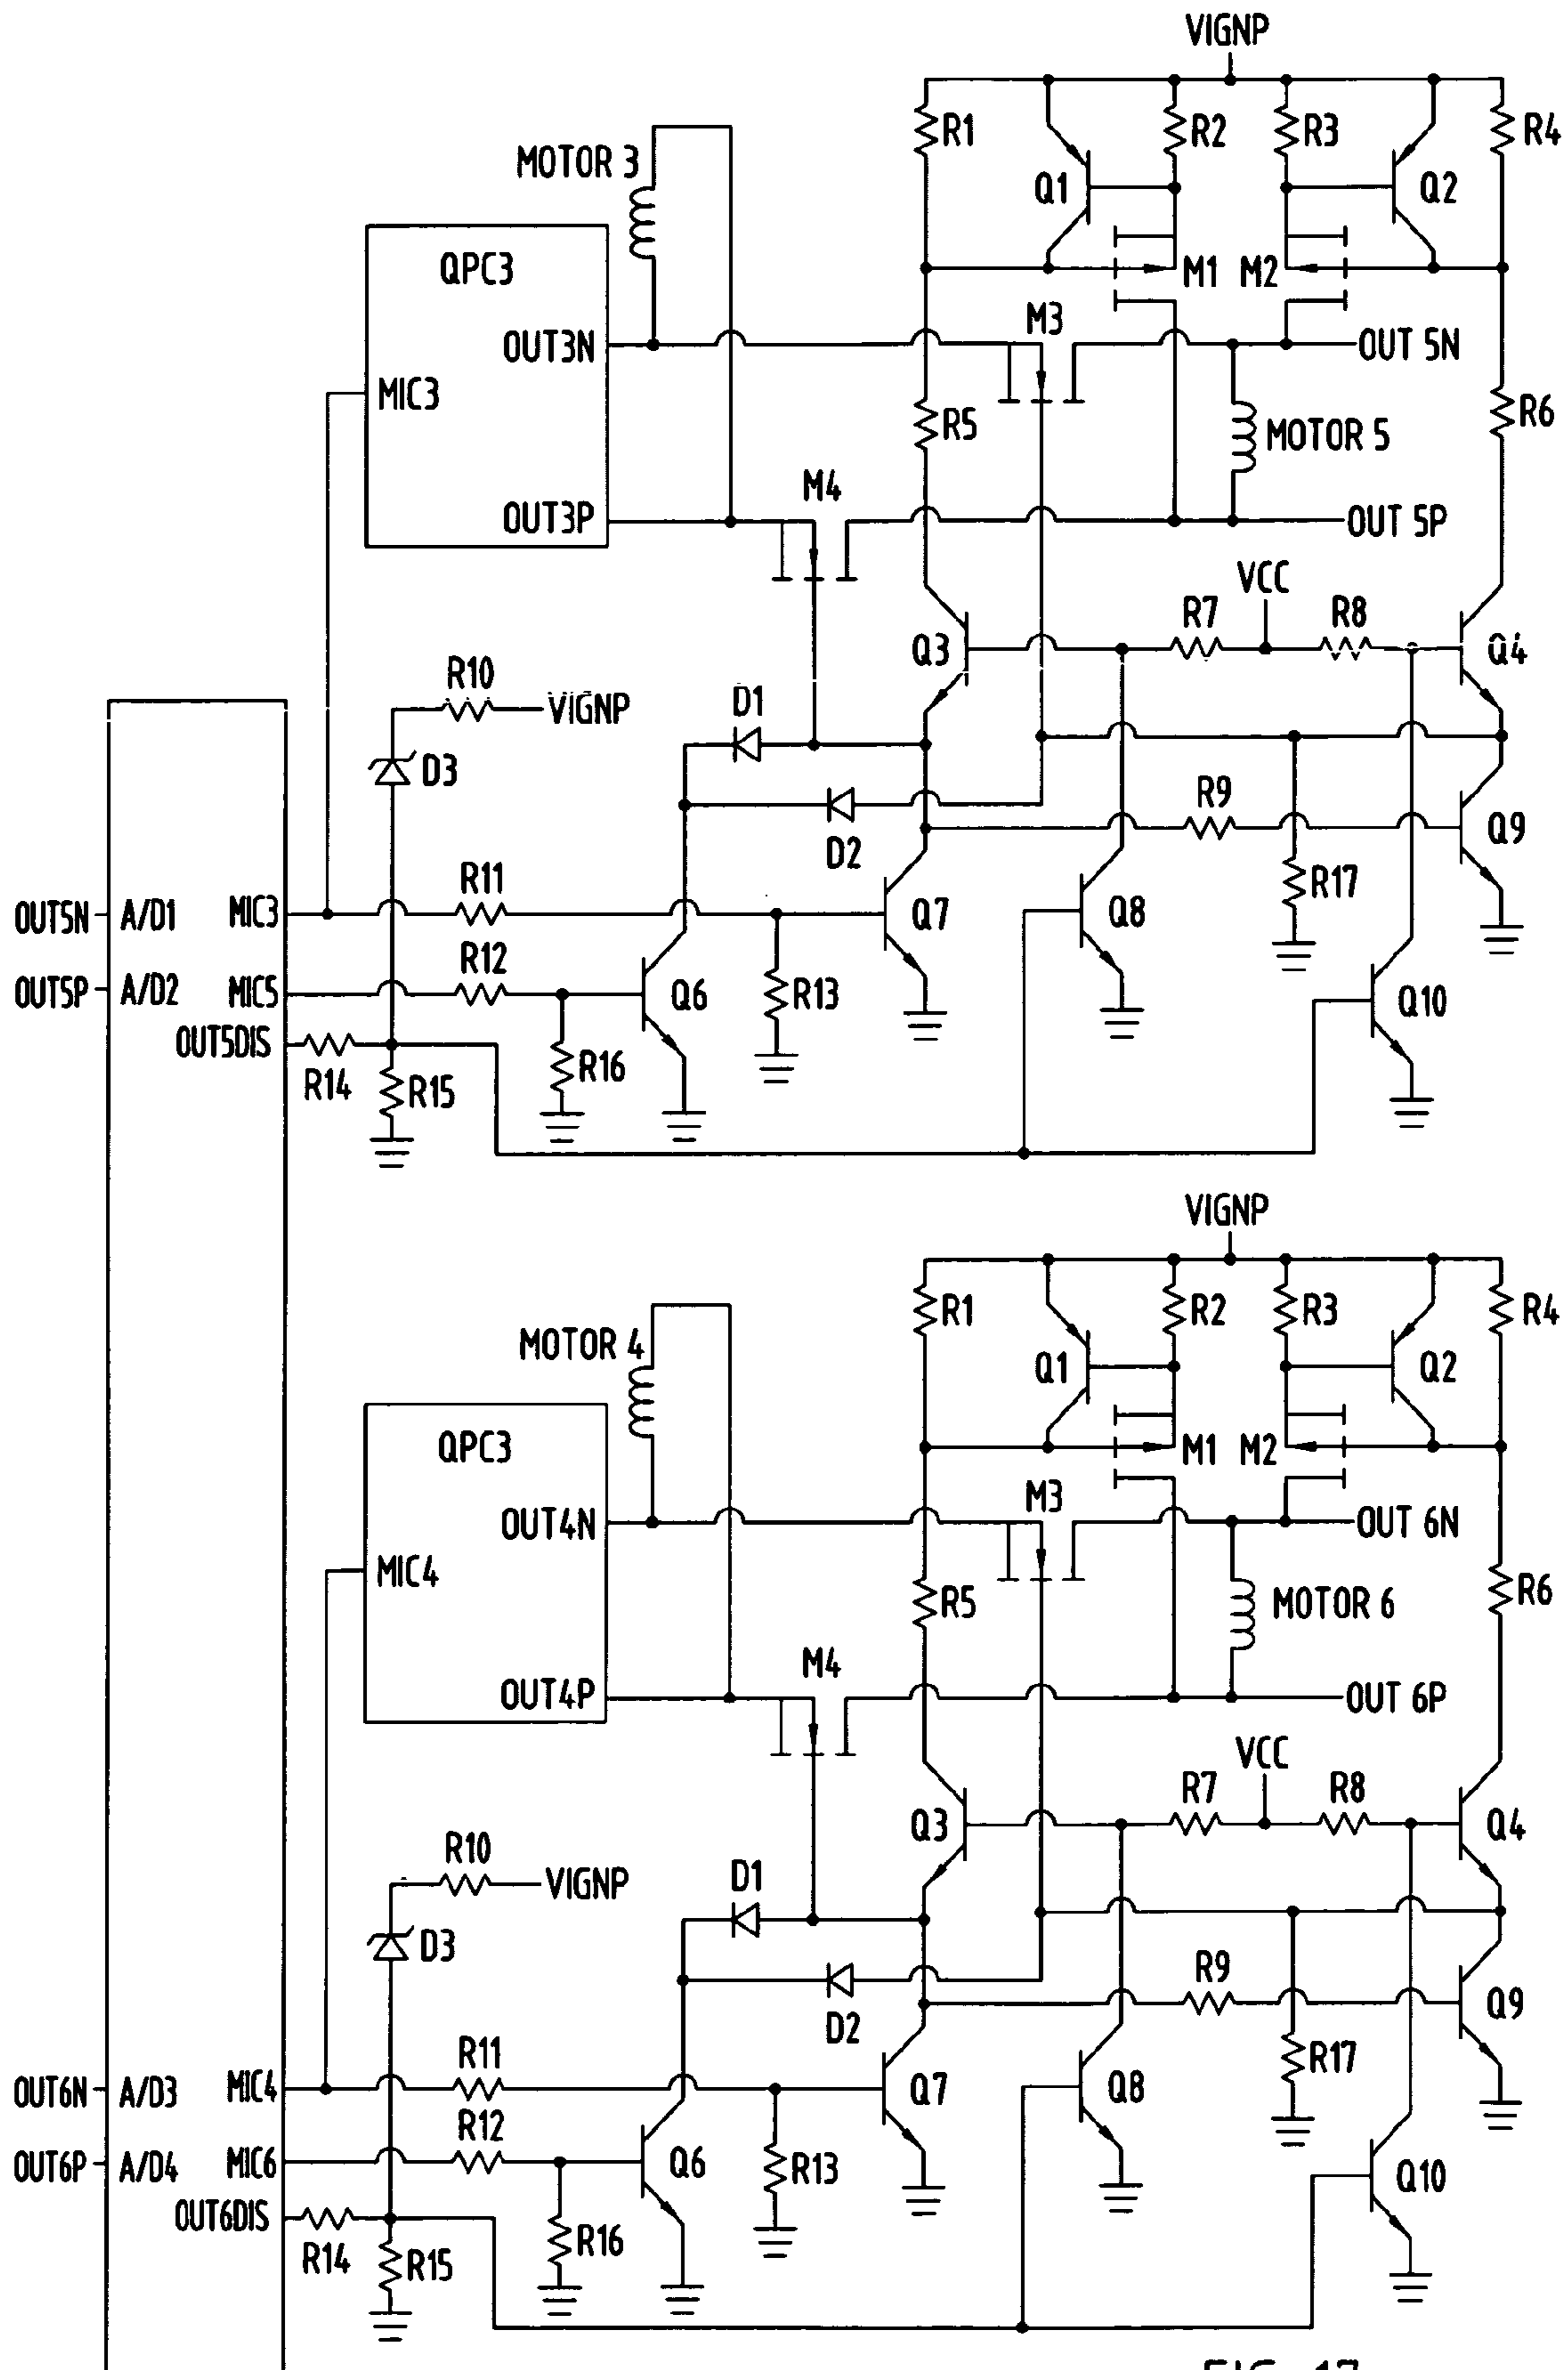 VIGNP
R1
R2
R3
R4
Q1
Q2
MOTOR 3
QPC3
M1
M2
M3
OUT3N
OUT 5N
MIC3
R5
R6
MOTOR 5
M4
OUT3P
OUT 5P
VCC
R7
R8
Q3
Q4
R10
VIGNP
D1
D3
R9
D2
Q9
R11
R17
OUT5N
A/D1
MIC3
Q7
Q8
R12
OUT5P
A/D2
MIC5
Q6
R13
Q10
OUT5DIS
R14
R15
R16
VIGNP
R1
R2
R3
R4
MOTOR 4
Q1
Q2
QPC3
M1
M2
M3
OUT4N
OUT 6N
MIC4
R5
R6
MOTOR 6
M4
OUT4P
OUT 6P
VCC
R7
R8
Q3
Q4
R10
VIGNP
D1
D3
R9
D2
Q9
R11
R17
OUT6N
A/D3
MIC4
Q7
Q8
R12
OUT6P
A/D4
MIC6
Q6
R13
Q10
OUT6DIS
R14
R15
R16